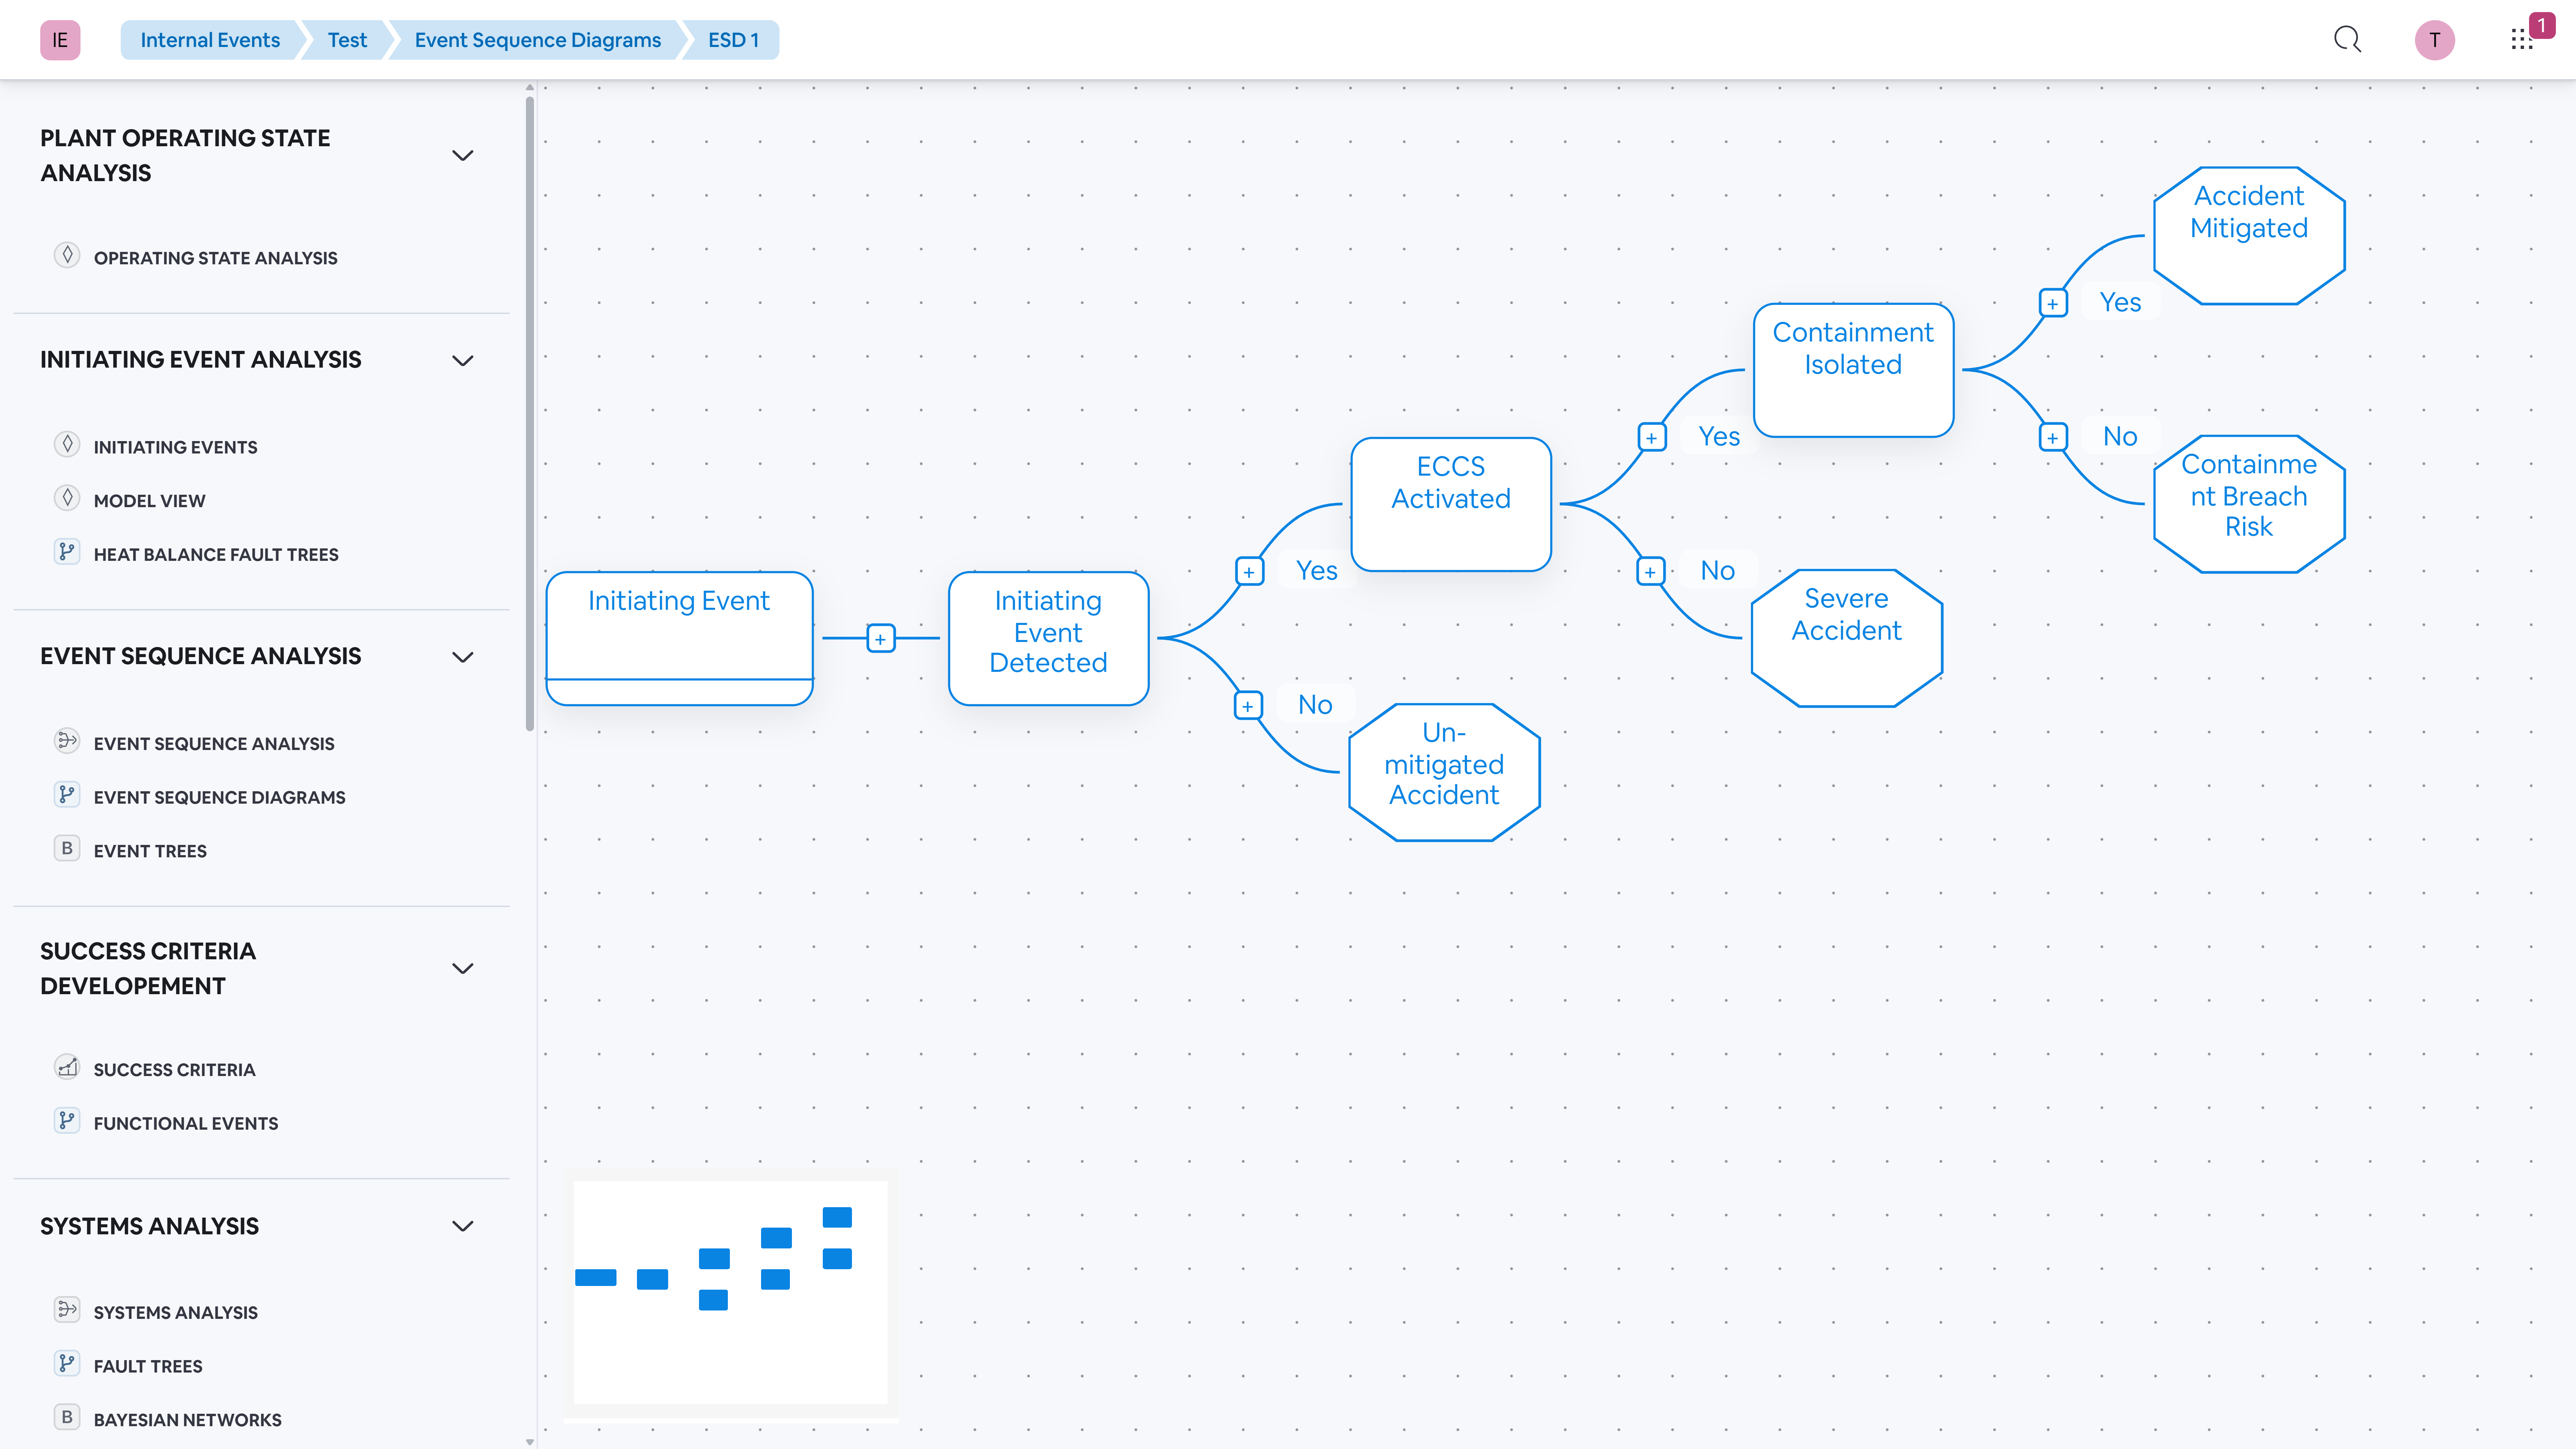 IE
Internal Events
Test
Event Sequence Diagrams
ESD 1
T
1
PLANT OPERATING STATE
ANALYSIS
OPERATING STATE ANALYSIS
INITIATING EVENT ANALYSIS
INITIATING EVENTS
MODEL VIEW
HEAT BALANCE FAULT TREES
EVENT SEQUENCE ANALYSIS
EVENT SEQUENCE ANALYSIS
EVENT SEQUENCE DIAGRAMS
B
EVENT TREES
SUCCESS CRITERIA
DEVELOPEMENT
SUCCESS CRITERIA
FUNCTIONAL EVENTS
SYSTEMS ANALYSIS
SYSTEMS ANALYSIS
FAULT TREES
B
BAYESIAN NETWORKS
Initiating Event
+
Initiating
Event
Detected
+
Yes
+
No
ECCS
Activated
Un-
mitigated
Accident
+
Yes
+
No
Containment
Isolated
Severe
Accident
+
Yes
+
No
Accident
Mitigated
Containme
nt Breach
Risk